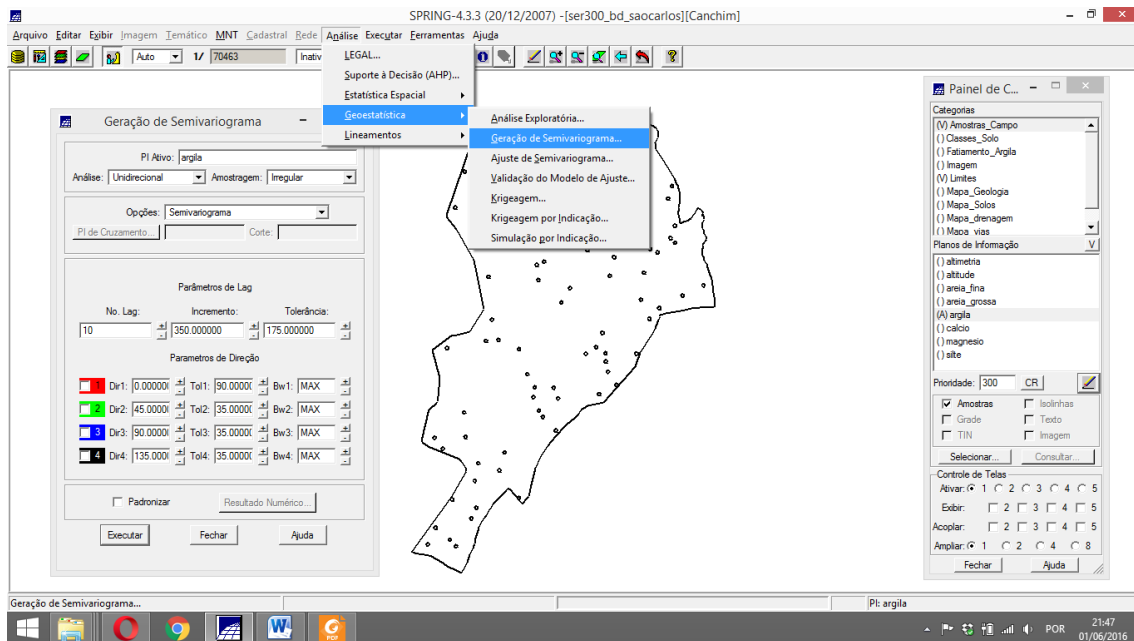 SPRING-4.3.3 (20/12/2007) -[ser300_bd_saocarlos][Canchim]
Arquivo Editar Exibir Imagem Temático MNT Cadastral Rede Análise Executar Ferramentas Ajuda
Auto 1/ 70463 Inativ
LEGAL...
Suporte à Decisão (AHP)...
Estatística Espacial
Geoestatística
Lineamentos
Análise Exploratória...
Geração de Semivariograma...
Ajuste de Semivariograma...
Validação do Modelo de Ajuste...
Krigeagem...
Krigeagem por Indicação...
Simulação por Indicação...
Geração de Semivariograma
PI Ativo: argila
Análise: Unidirecional Amostragem: Irregular
Opções: Semivariograma
PI de Cruzamento... Corte:
Parâmetros de Lag
No. Lag: Incremento: Tolerância:
10 350.000000 175.000000
Parametros de Direção
1 Dir1: 0.00000 Tol1: 90.0000 Bw1: MAX
2 Dir2: 45.0000 Tol2: 35.0000 Bw2: MAX
3 Dir3: 90.0000 Tol3: 35.0000 Bw3: MAX
4 Dir4: 135.000 Tol4: 35.0000 Bw4: MAX
Padronizar Resultado Numérico...
Executar Fechar Ajuda
Painel de C...
Categorias
(V) Amostras_Campo
( ) Classes_Solo
( ) Fatiamento_Argila
( ) Imagem
(V) Limites
( ) Mapa_Geologia
( ) Mapa_Solos
( ) Mapa_drenagem
( ) Mapa_vias
Planos de Informação V
( ) altimetria
( ) altitude
( ) areia_fina
( ) areia_grossa
(A) argila
( ) calcio
( ) magnesio
( ) silte
Prioridade: 300 CR
Amostras Isolinhas
Grade Texto
TIN Imagem
Selecionar... Consultar...
Controle de Telas
Ativar: 1 2 3 4 5
Exibir: 2 3 4 5
Acoplar: 2 3 4 5
Ampliar: 1 2 4 8
Fechar Ajuda
Geração de Semivariograma... PI: argila
PDF
POR
21:47
01/06/2016